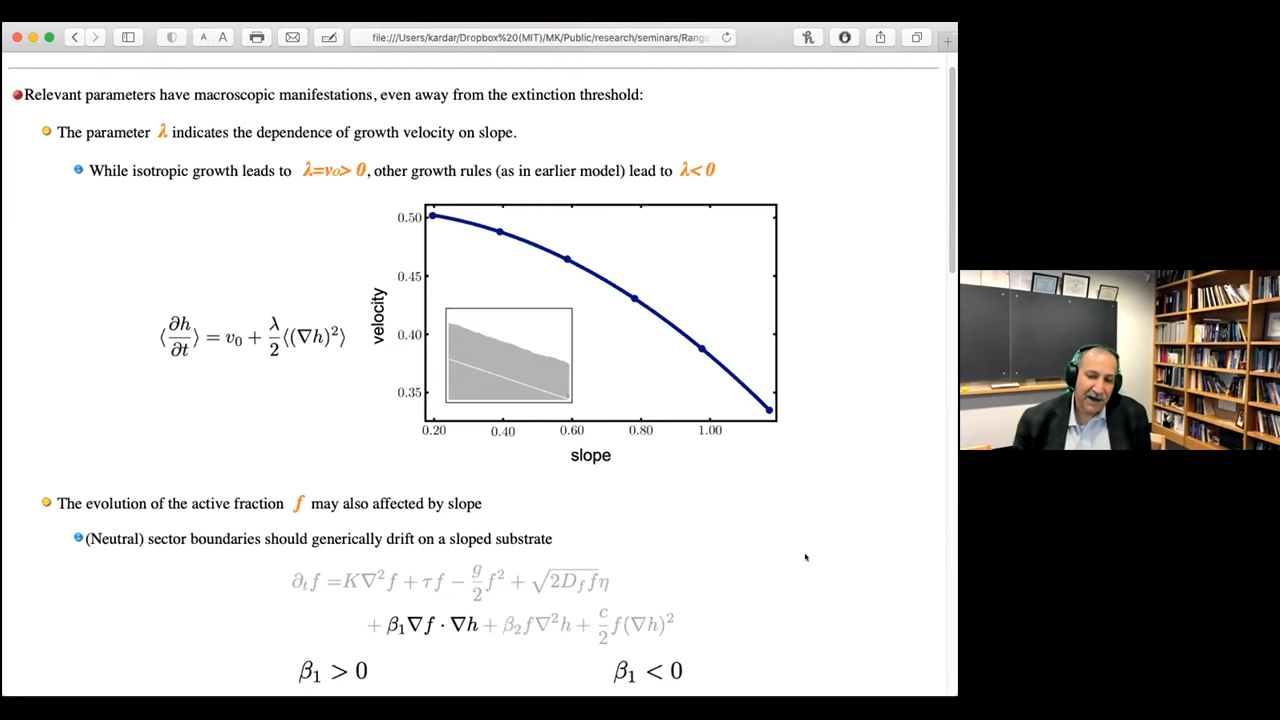 A A
file:///Users/kardar/Dropbox%20(MIT)/MK/Public/research/seminars/Rang
Relevant parameters have macroscopic manifestations, even away from the extinction threshold:
The parameter λ indicates the dependence of growth velocity on slope.
While isotropic growth leads to λ=v₀> 0, other growth rules (as in earlier model) lead to λ< 0
0.50
0.45
0.40
0.35
velocity
0.20 0.40 0.60 0.80 1.00
slope
⟨∂h/∂t⟩ = v₀ + λ/2 ⟨(∇h)²⟩
The evolution of the active fraction f may also affected by slope
(Neutral) sector boundaries should generically drift on a sloped substrate
∂ₜf =K∇²f + τf − g/2 f² + √(2D_f f)η
+ β₁∇f · ∇h + β₂f∇²h + c/2 f(∇h)²
β₁ > 0 β₁ < 0